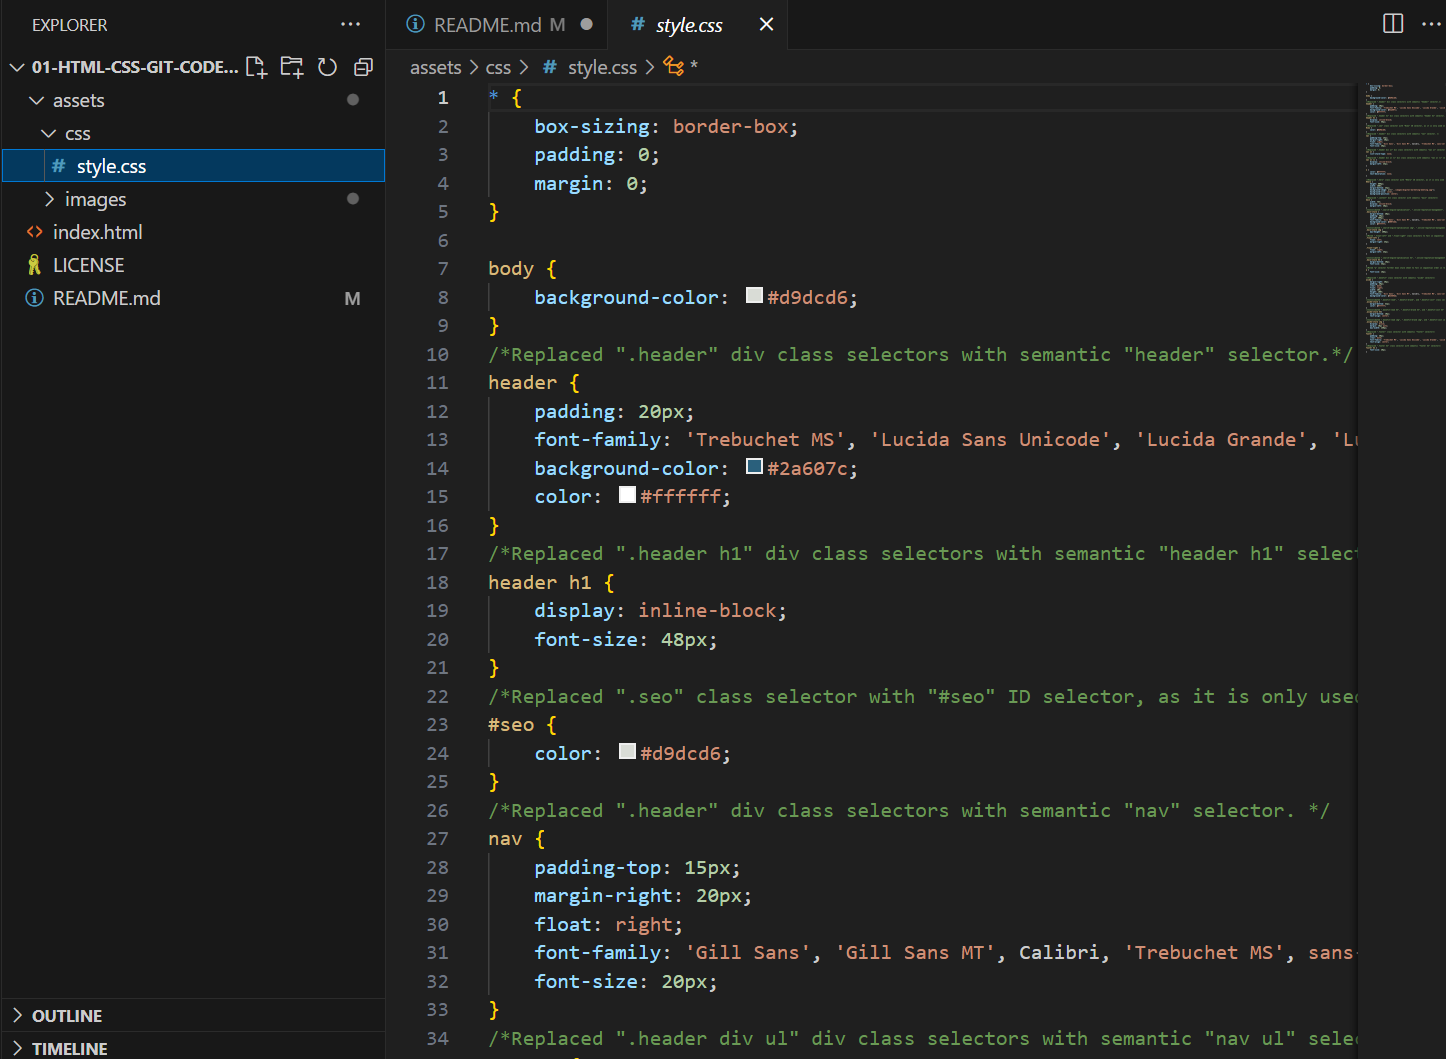 EXPLORER
01-HTML-CSS-GIT-CODE...
assets
css
# style.css
images
<> index.html
LICENSE
README.md M
OUTLINE
TIMELINE
README.md M
# style.css
assets > css > # style.css > *
1 * {
2 box-sizing: border-box;
3 padding: 0;
4 margin: 0;
5 }
6
7 body {
8 background-color: #d9dcd6;
9 }
10 /*Replaced ".header" div class selectors with semantic "header" selector.*/
11 header {
12 padding: 20px;
13 font-family: 'Trebuchet MS', 'Lucida Sans Unicode', 'Lucida Grande', 'Lu
14 background-color: #2a607c;
15 color: #ffffff;
16 }
17 /*Replaced ".header h1" div class selectors with semantic "header h1" select
18 header h1 {
19 display: inline-block;
20 font-size: 48px;
21 }
22 /*Replaced ".seo" class selector with "#seo" ID selector, as it is only used
23 #seo {
24 color: #d9dcd6;
25 }
26 /*Replaced ".header" div class selectors with semantic "nav" selector. */
27 nav {
28 padding-top: 15px;
29 margin-right: 20px;
30 float: right;
31 font-family: 'Gill Sans', 'Gill Sans MT', Calibri, 'Trebuchet MS', sans-
32 font-size: 20px;
33 }
34 /*Replaced ".header div ul" div class selectors with semantic "nav ul" selec